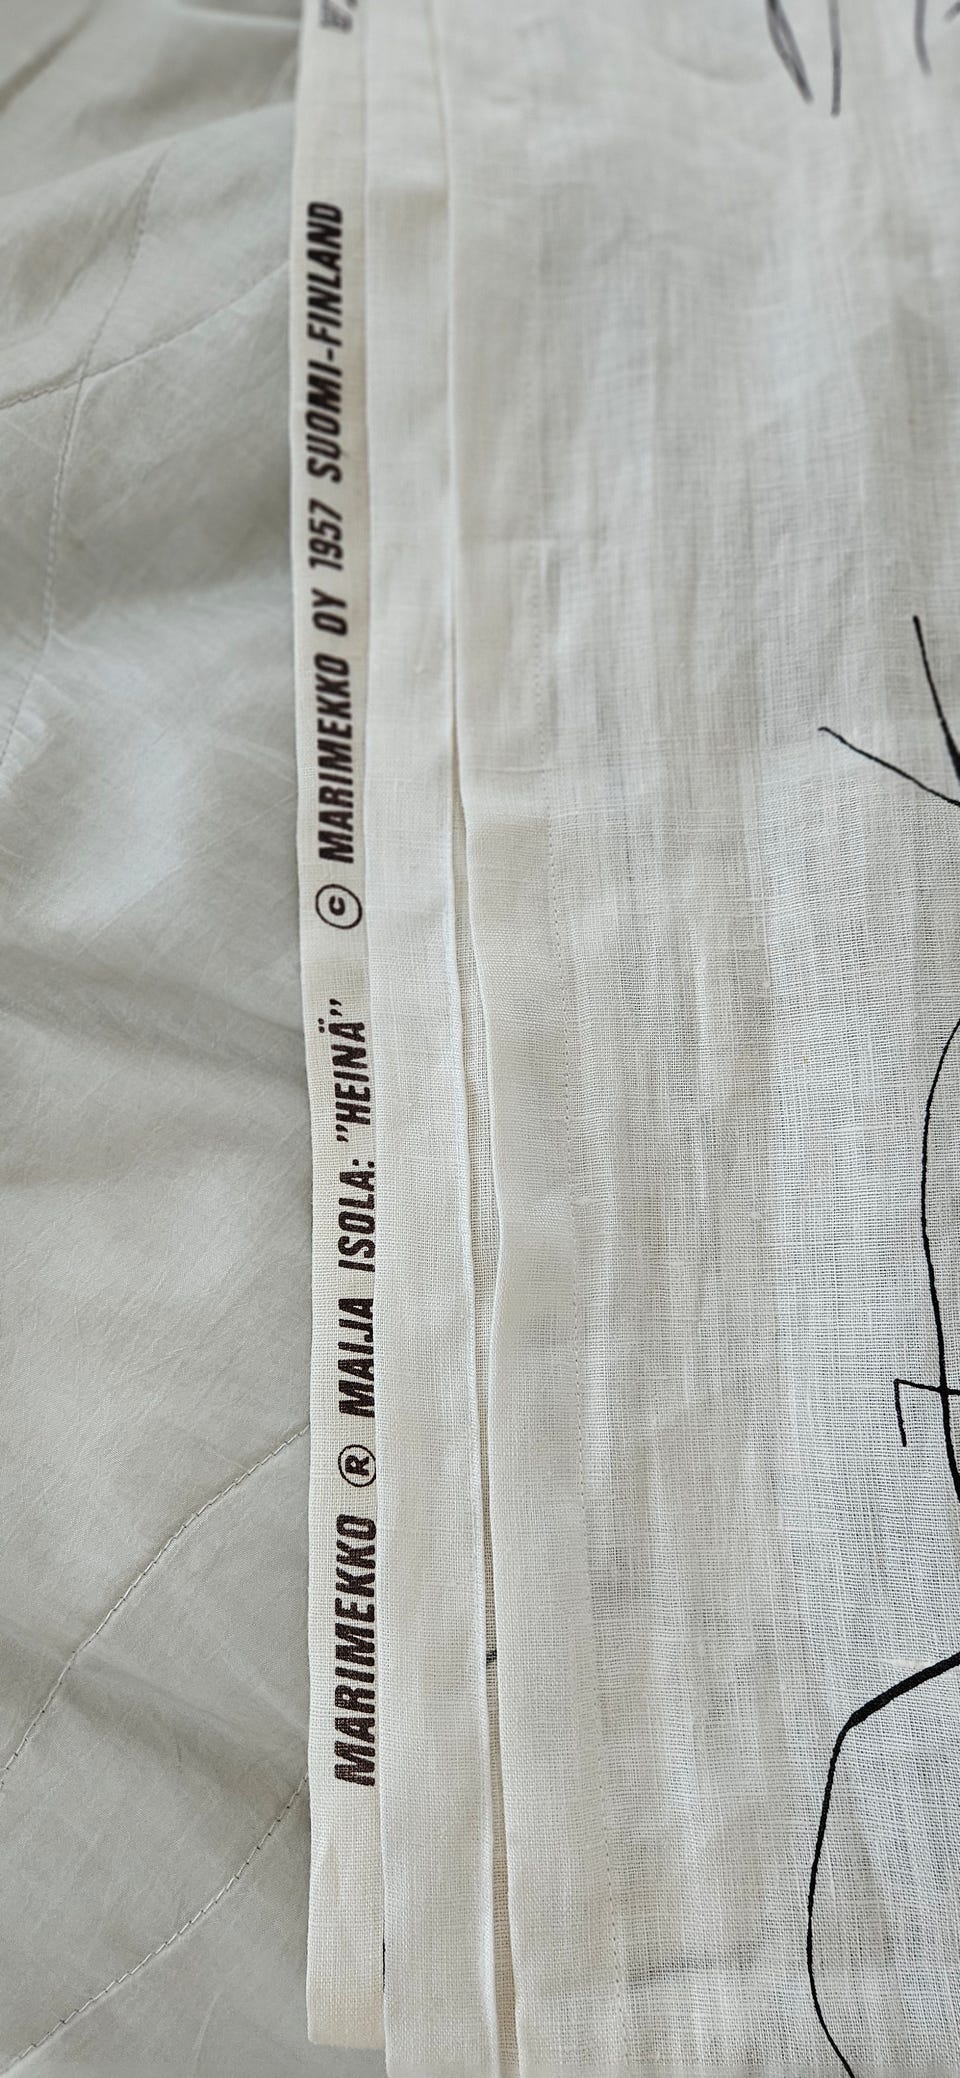 MARIMEKKO ® MAIJA ISOLA: ”HEINÄ” © MARIMEKKO OY 1957 SUOMI-FINLAND